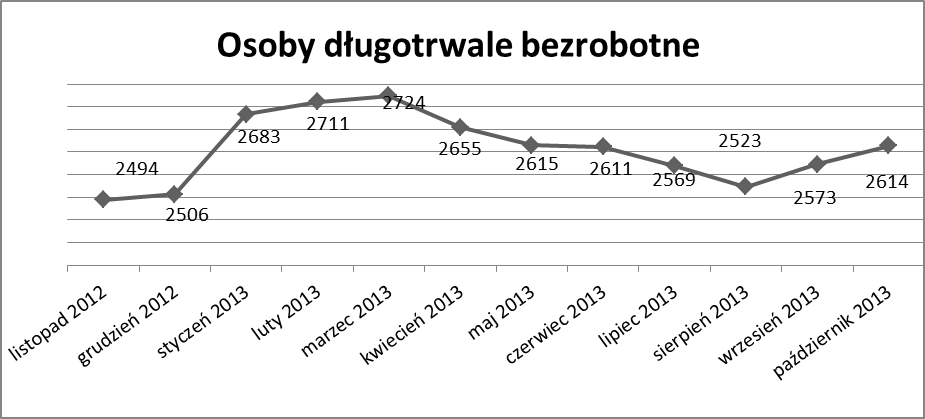 Osoby długotrwale bezrobotne
2494
2506
2683
2711
2724
2655
2615
2611
2569
2523
2573
2614
listopad 2012
grudzień 2012
styczeń 2013
luty 2013
marzec 2013
kwiecień 2013
maj 2013
czerwiec 2013
lipiec 2013
sierpień 2013
wrzesień 2013
październik 2013